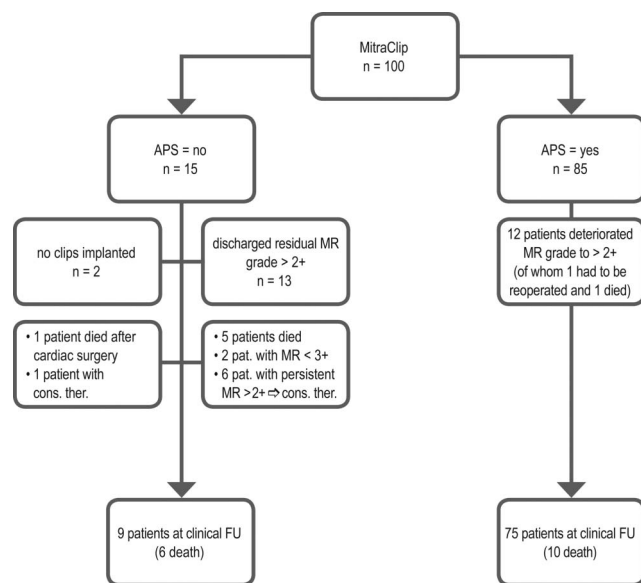 MitraClip
n = 100
APS = no
n = 15
APS = yes
n = 85
no clips implanted
n = 2
discharged residual MR
grade > 2+
n = 13
12 patients deteriorated
MR grade to > 2+
(of whom 1 had to be
reoperated and 1 died)
• 1 patient died after
cardiac surgery
• 1 patient with
cons. ther.
• 5 patients died
• 2 pat. with MR < 3+
• 6 pat. with persistent
MR >2+ ⇨ cons. ther.
9 patients at clinical FU
(6 death)
75 patients at clinical FU
(10 death)